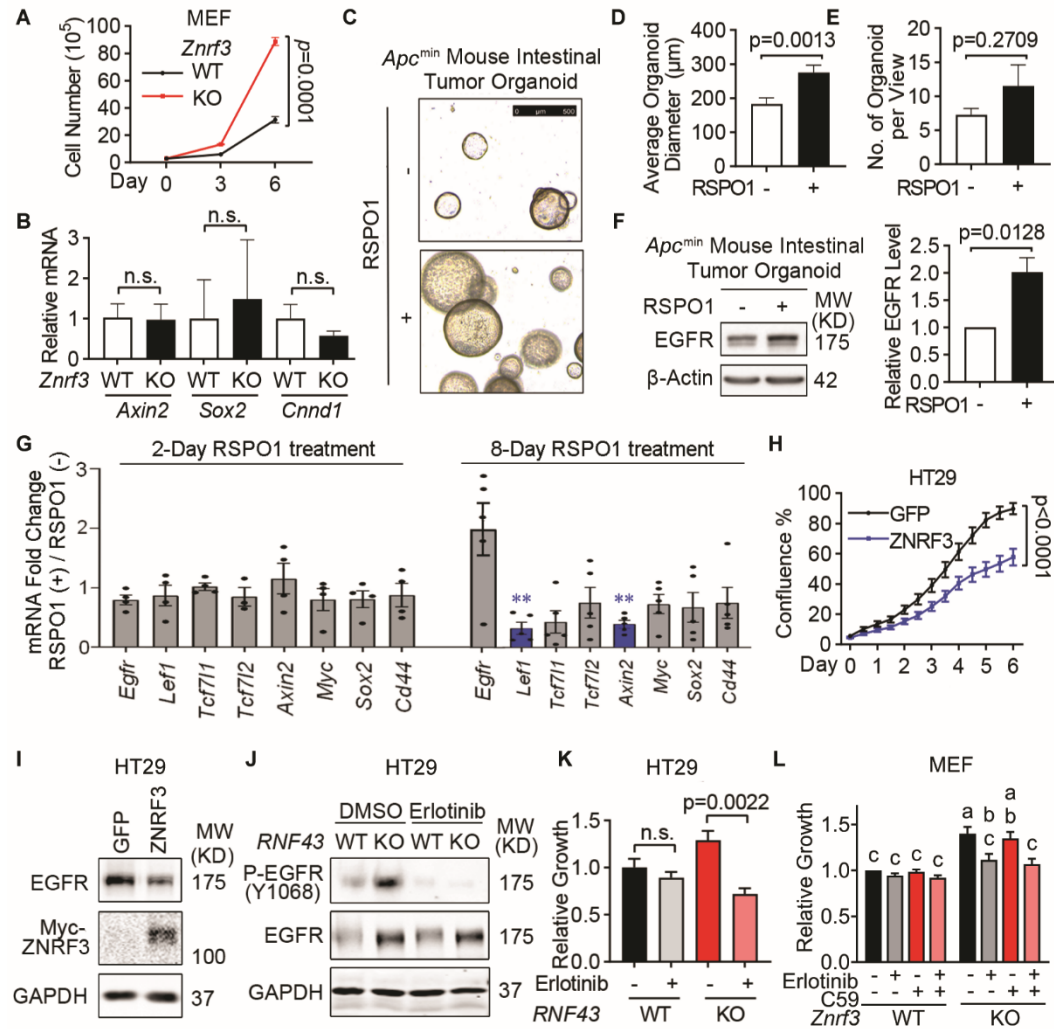 A
MEF
Znrf3
WT
KO
Cell Number (10⁵)
100
80
60
40
20
0
Day 0 3 6
p=0.0001
B
n.s.
n.s.
n.s.
Relative mRNA
3
2
1
0
Znrf3 WT KO WT KO WT KO
Axin2 Sox2 Cnnd1
C
Apcmin Mouse Intestinal
Tumor Organoid
0 μm 500
RSPO1
-
+
D
p=0.0013
Average Organoid
Diameter (μm)
400
300
200
100
0
RSPO1 - +
E
p=0.2709
No. of Organoid
per View
20
15
10
5
0
RSPO1 - +
F
Apcmin Mouse Intestinal
Tumor Organoid
RSPO1 - + MW
(KD)
EGFR 175
β-Actin 42
p=0.0128
Relative EGFR Level
2.5
2.0
1.5
1.0
0.5
0.0
RSPO1 - +
G
2-Day RSPO1 treatment
8-Day RSPO1 treatment
mRNA Fold Change
RSPO1 (+) / RSPO1 (-)
3
2
1
0
** **
Egfr Lef1 Tcf7l1 Tcf7l2 Axin2 Myc Sox2 Cd44
Egfr Lef1 Tcf7l1 Tcf7l2 Axin2 Myc Sox2 Cd44
H
HT29
GFP
ZNRF3
Confluence %
100
80
60
40
20
0
Day 0 1 2 3 4 5 6
p<0.0001
I
HT29
GFP ZNRF3 MW
(KD)
EGFR 175
Myc-
ZNRF3
100
GAPDH 37
J
HT29
DMSO Erlotinib
RNF43 WT KO WT KO MW
(KD)
P-EGFR
(Y1068) 175
EGFR 175
GAPDH 37
K
HT29
p=0.0022
n.s.
Relative Growth
1.5
1.0
0.5
0.0
Erlotinib - + - +
RNF43 WT KO
L
MEF
a
b
c
a
b
c
c c c c
Relative Growth
1.5
1.0
0.5
0.0
Erlotinib - + - + - + - +
C59 - - + + - - + +
Znrf3 WT KO